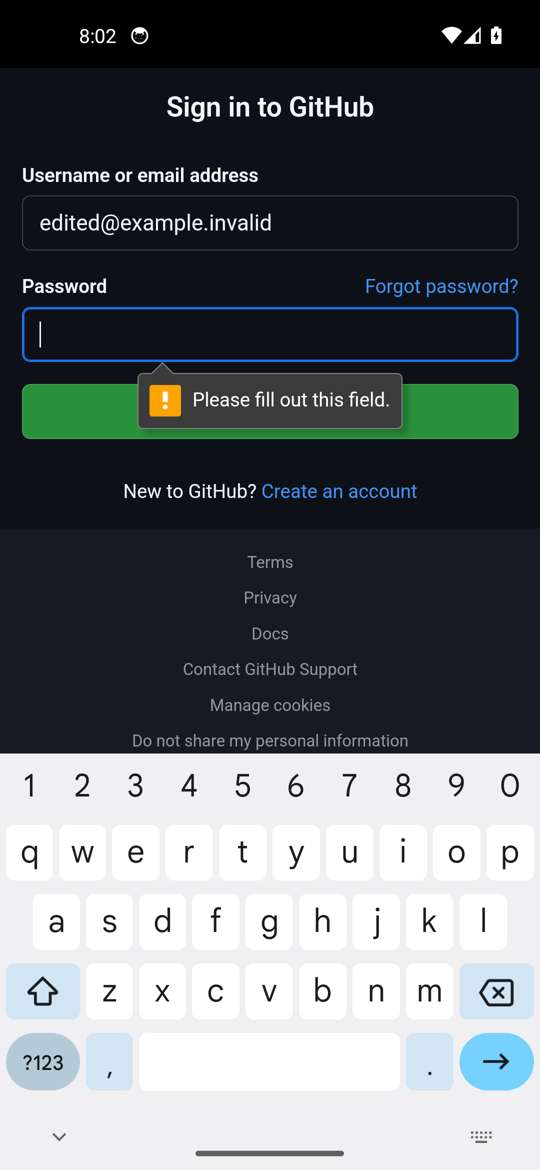 8:02
Sign in to GitHub
Username or email address
edited@example.invalid
Password Forgot password?
Please fill out this field.
New to GitHub? Create an account
Terms
Privacy
Docs
Contact GitHub Support
Manage cookies
Do not share my personal information
1 2 3 4 5 6 7 8 9 0
q w e r t y u i o p
a s d f g h j k l
z x c v b n m
?123 , .